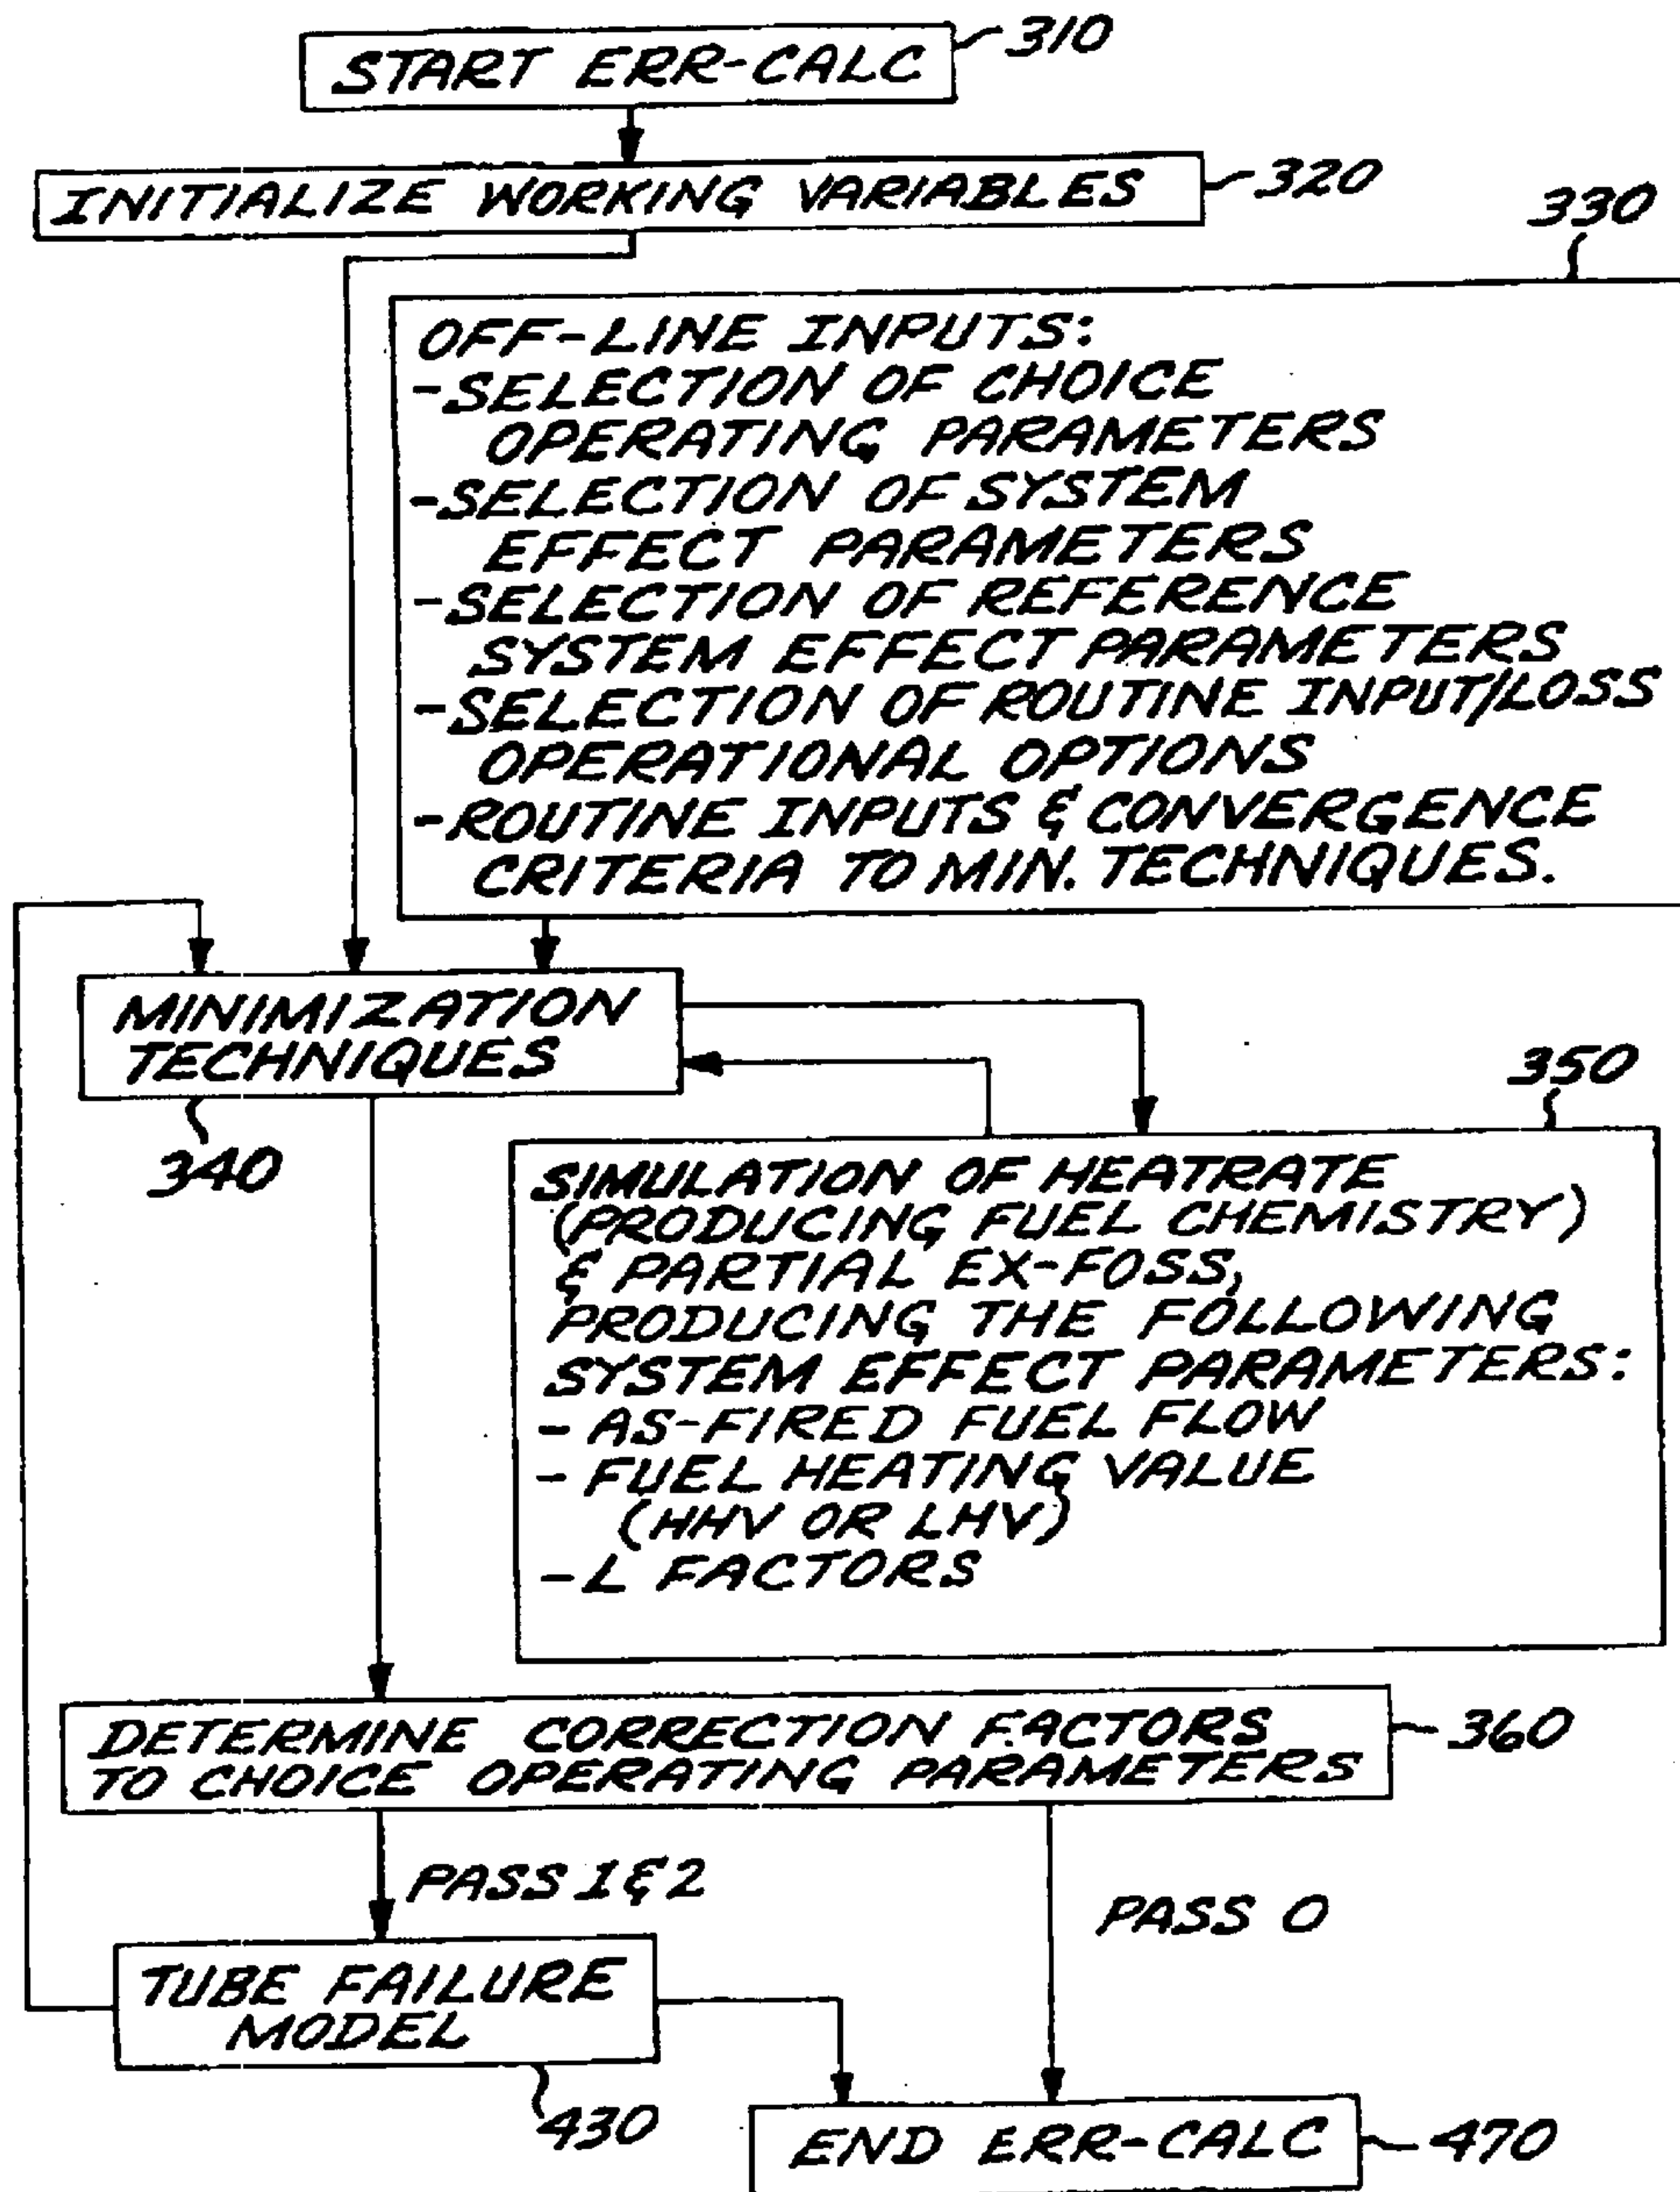 START ERR-CALC
310
INITIALIZE WORKING VARIABLES
320
330
OFF-LINE INPUTS:
-SELECTION OF CHOICE
OPERATING PARAMETERS
-SELECTION OF SYSTEM
EFFECT PARAMETERS
-SELECTION OF REFERENCE
SYSTEM EFFECT PARAMETERS
-SELECTION OF ROUTINE INPUT/LOSS
OPERATIONAL OPTIONS
-ROUTINE INPUTS & CONVERGENCE
CRITERIA TO MIN. TECHNIQUES.
MINIMIZATION
TECHNIQUES
340
350
SIMULATION OF HEATRATE
(PRODUCING FUEL CHEMISTRY)
& PARTIAL EX-FOSS,
PRODUCING THE FOLLOWING
SYSTEM EFFECT PARAMETERS:
- AS-FIRED FUEL FLOW
- FUEL HEATING VALUE
(HHV OR LHV)
-L FACTORS
DETERMINE CORRECTION FACTORS
TO CHOICE OPERATING PARAMETERS
360
PASS 1&2
PASS 0
TUBE FAILURE
MODEL
430
END ERR-CALC
470